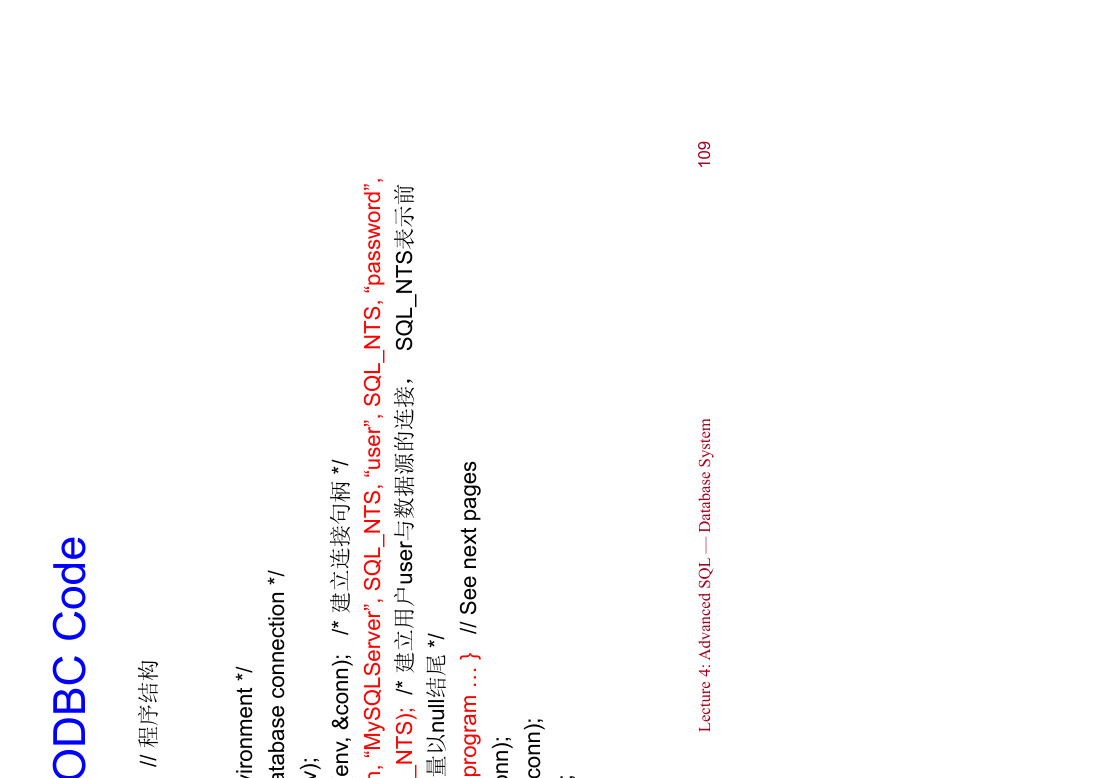 ODBC Code
// 程序结构
vironment */
atabase connection */
v);
env, &conn); /* 建立连接句柄 */
n, “MySQLServer”, SQL_NTS, “user”, SQL_NTS, “password”,
_NTS); /* 建立用户user与数据源的连接， SQL_NTS表示前
量以null结尾 */
program … } // See next pages
onn);
conn);
;
Lecture 4: Advanced SQL — Database System 109